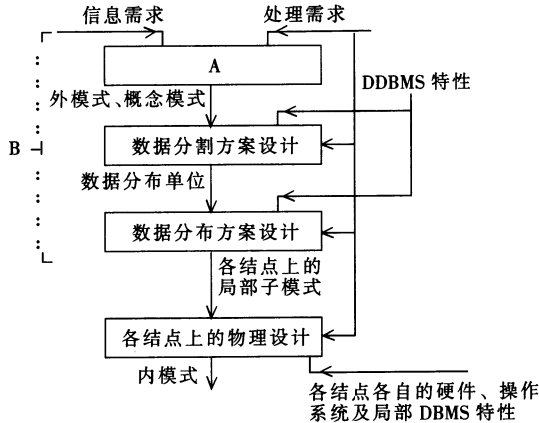 信息需求
处理需求
A
外模式、概念模式
DDBMS 特性
B
数据分割方案设计
数据分布单位
数据分布方案设计
各结点上的
局部子模式
各结点上的物理设计
内模式
各结点各自的硬件、操作
系统及局部 DBMS 特性